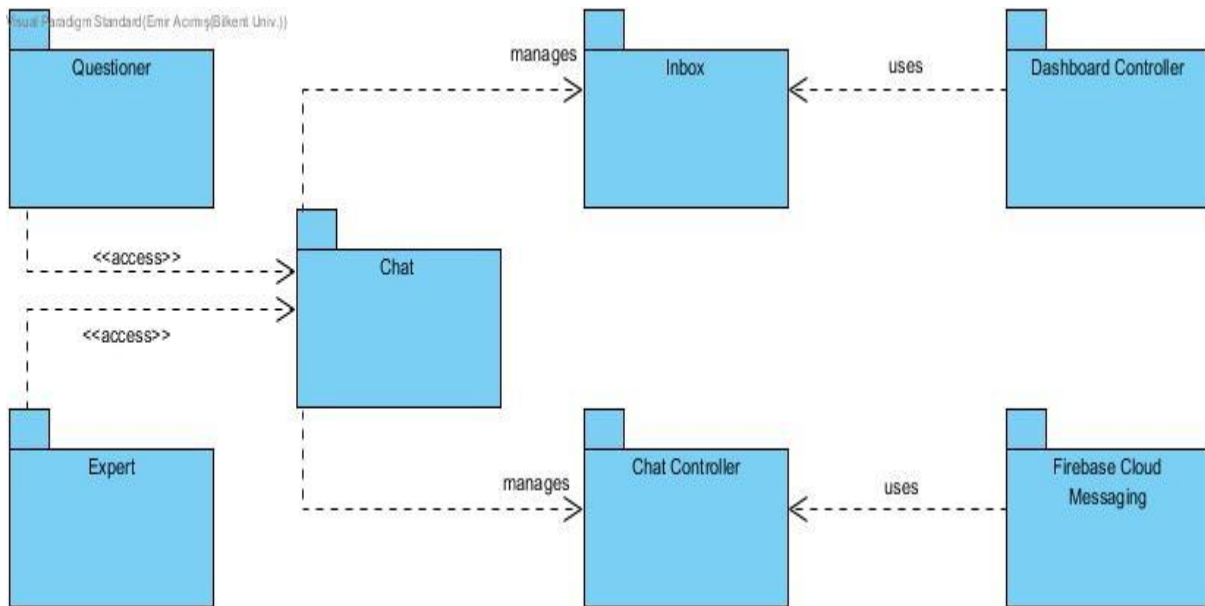 Visual Paradigm Standard(Emir Acımış(Bilkent Univ.))
Questioner
manages
Inbox
uses
Dashboard Controller
<<access>>
Chat
<<access>>
Expert
manages
Chat Controller
uses
Firebase Cloud
Messaging